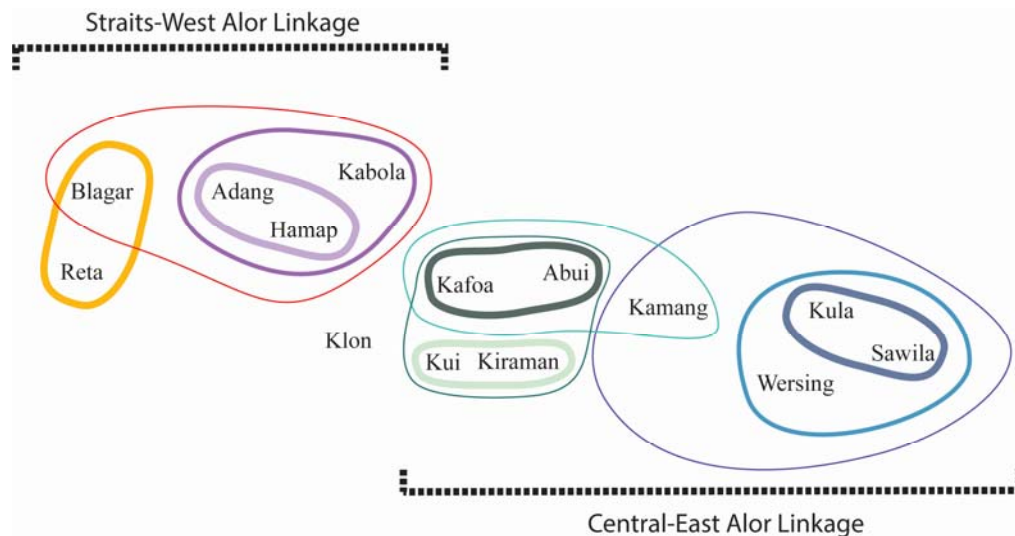 Straits-West Alor Linkage
Kabola
Blagar
Adang
Hamap
Reta
Abui
Kafoa
Kamang
Kula
Klon
Sawila
Kui Kiraman
Wersing
Central-East Alor Linkage